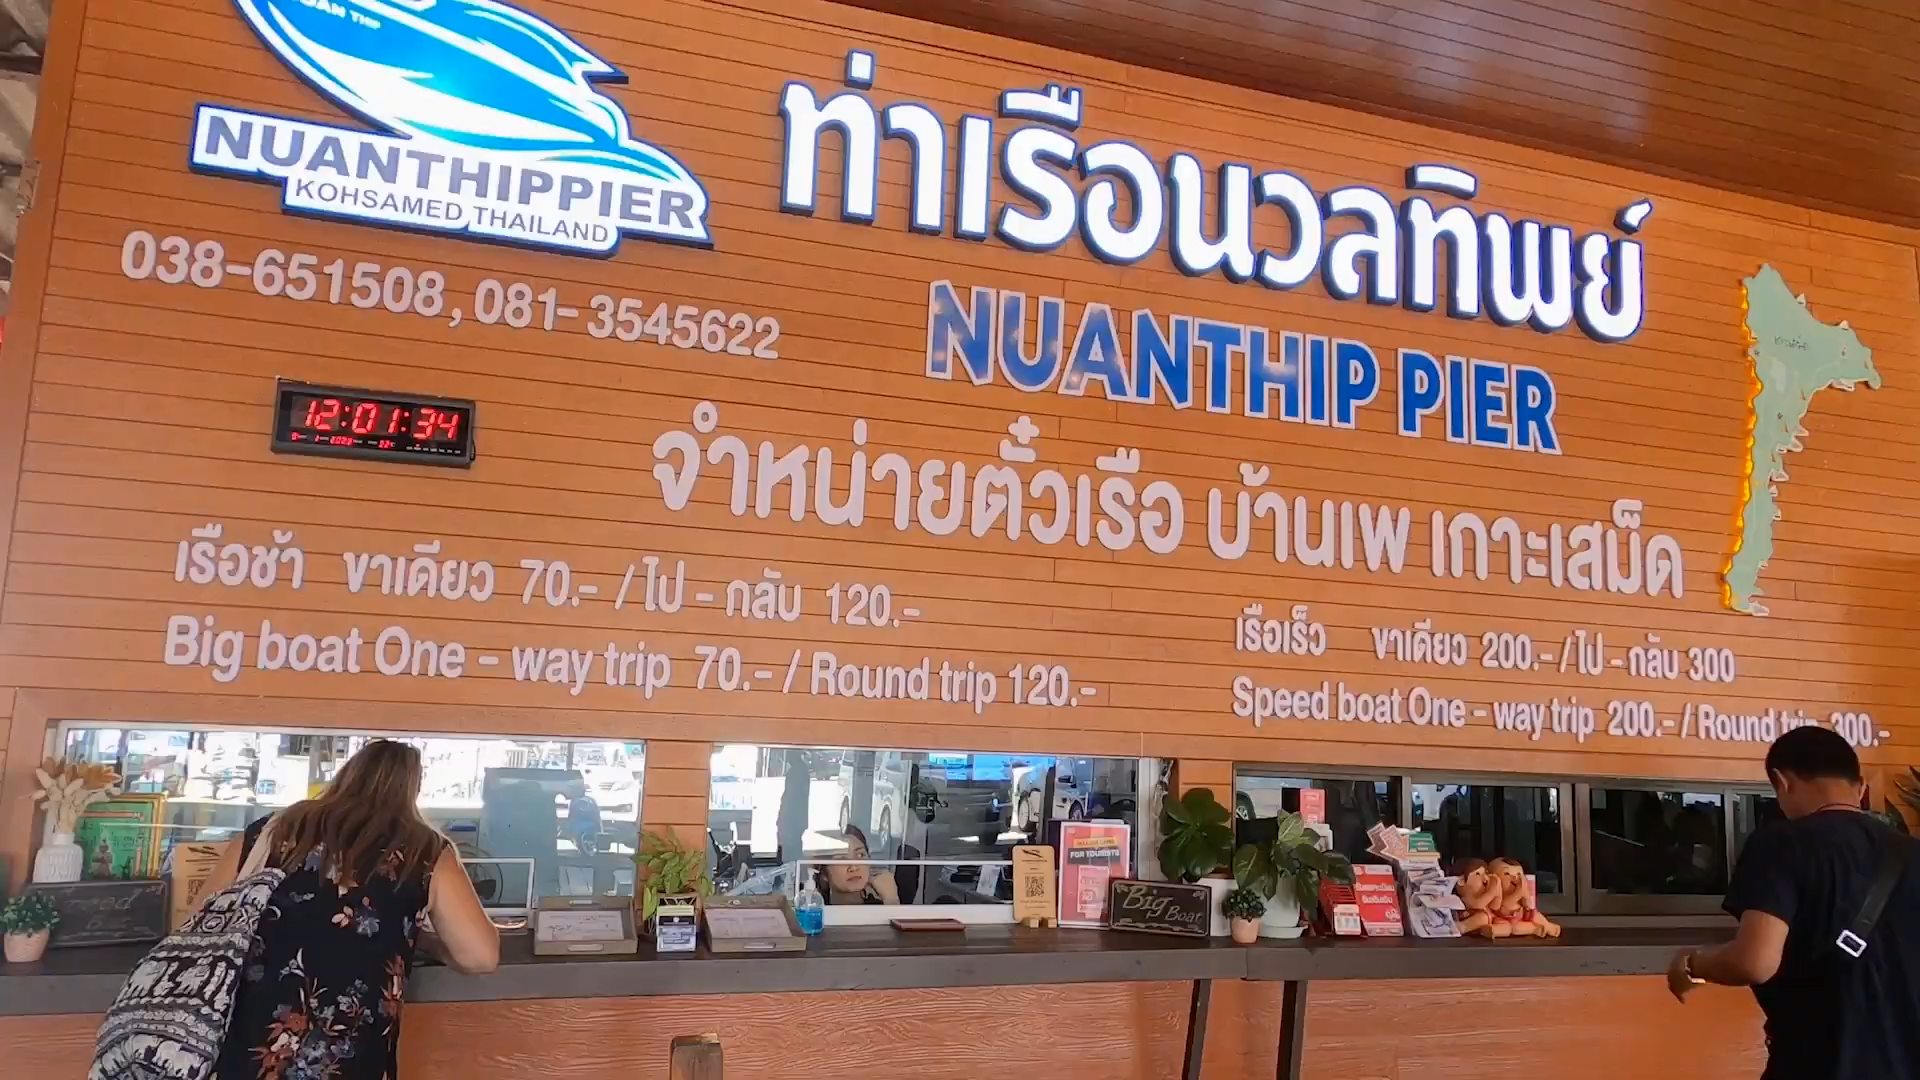 NUANTHIPPIER
KOHSAMED THAILAND
038-651508, 081-3545622
ท่าเรือนวลทิพย์
NUANTHIP PIER
12:01:34
จำหน่ายตั๋วเรือ บ้านเพ เกาะเสม็ด
เรือช้า ขาเดียว 70.- / ไป - กลับ 120.-
Big boat One - way trip 70.- / Round trip 120.-
เรือเร็ว ขาเดียว 200.- / ไป - กลับ 300
Speed boat One - way trip 200.- / Round trip 300.-
FOR TOURISTS
Big Boat